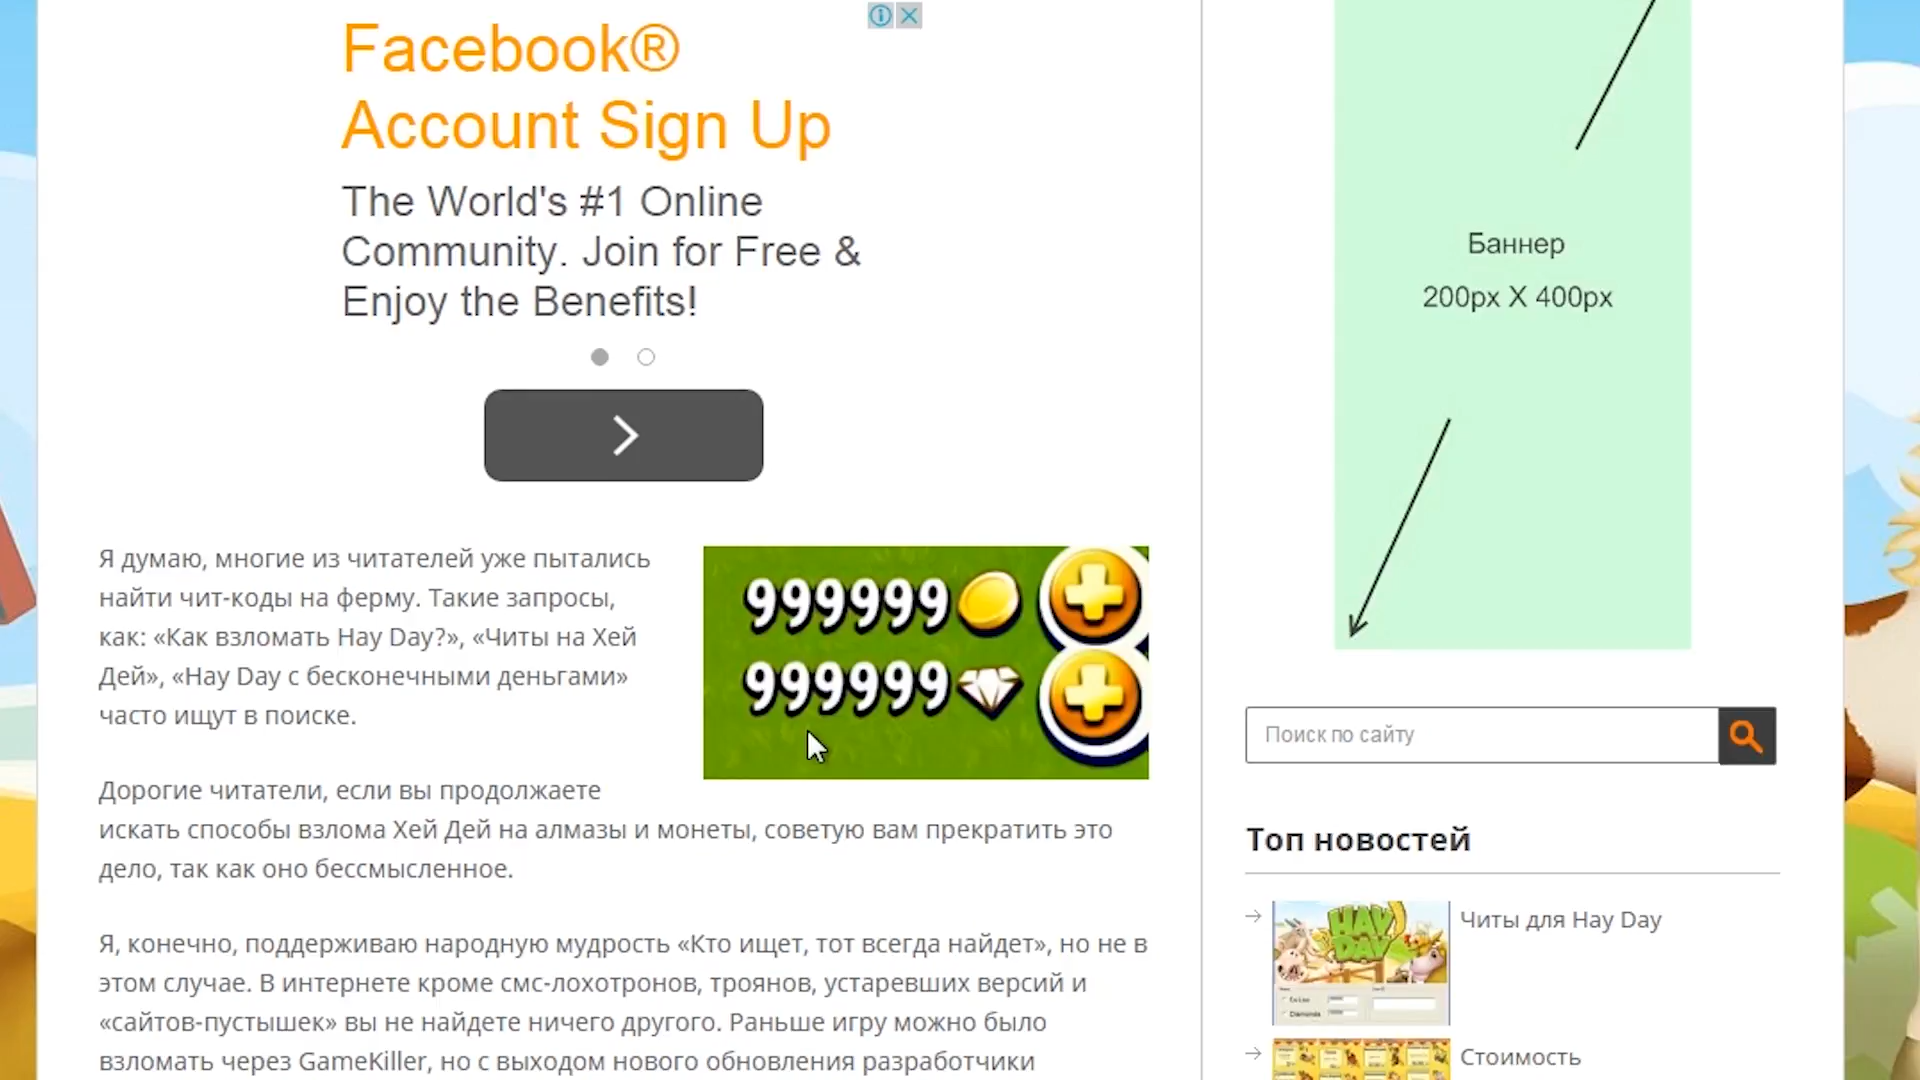 Facebook®
Account Sign Up
The World's #1 Online
Community. Join for Free &
Enjoy the Benefits!
Я думаю, многие из читателей уже пытались
найти чит-коды на ферму. Такие запросы,
как: «Как взломать Hay Day?», «Читы на Хей
Дей», «Hay Day с бесконечными деньгами»
часто ищут в поиске.
999999
999999
Дорогие читатели, если вы продолжаете
искать способы взлома Хей Дей на алмазы и монеты, советую вам прекратить это
дело, так как оно бессмысленное.
Я, конечно, поддерживаю народную мудрость «Кто ищет, тот всегда найдет», но не в
этом случае. В интернете кроме смс-лохотронов, троянов, устаревших версий и
«сайтов-пустышек» вы не найдете ничего другого. Раньше игру можно было
взломать через GameKiller, но с выходом нового обновления разработчики
Баннер
200px X 400px
Поиск по сайту
Топ новостей
HAY
DAY
Читы для Hay Day
Стоимость